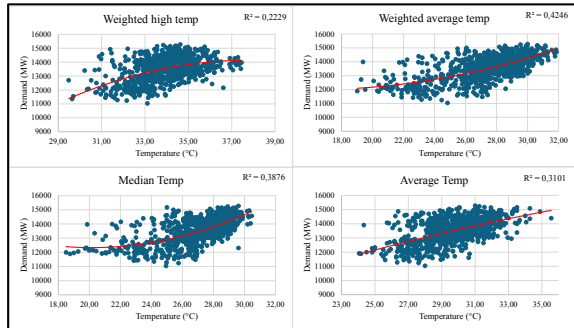 Weighted high temp
R² = 0,2229
Demand (MW)
16000
15000
14000
13000
12000
11000
10000
9000
29,00 31,00 33,00 35,00 37,00 39,00
Temperature (°C)
Weighted average temp
R² = 0,4246
Demand (MW)
16000
15000
14000
13000
12000
11000
10000
9000
18,00 20,00 22,00 24,00 26,00 28,00 30,00 32,00
Temperature (°C)
Median Temp
R² = 0,3876
Demand (MW)
16000
15000
14000
13000
12000
11000
10000
9000
18,00 20,00 22,00 24,00 26,00 28,00 30,00 32,00
Temperature (°C)
Average Temp
R² = 0,3101
Demand (MW)
16000
15000
14000
13000
12000
11000
10000
9000
23,00 25,00 27,00 29,00 31,00 33,00 35,00
Temperature (°C)